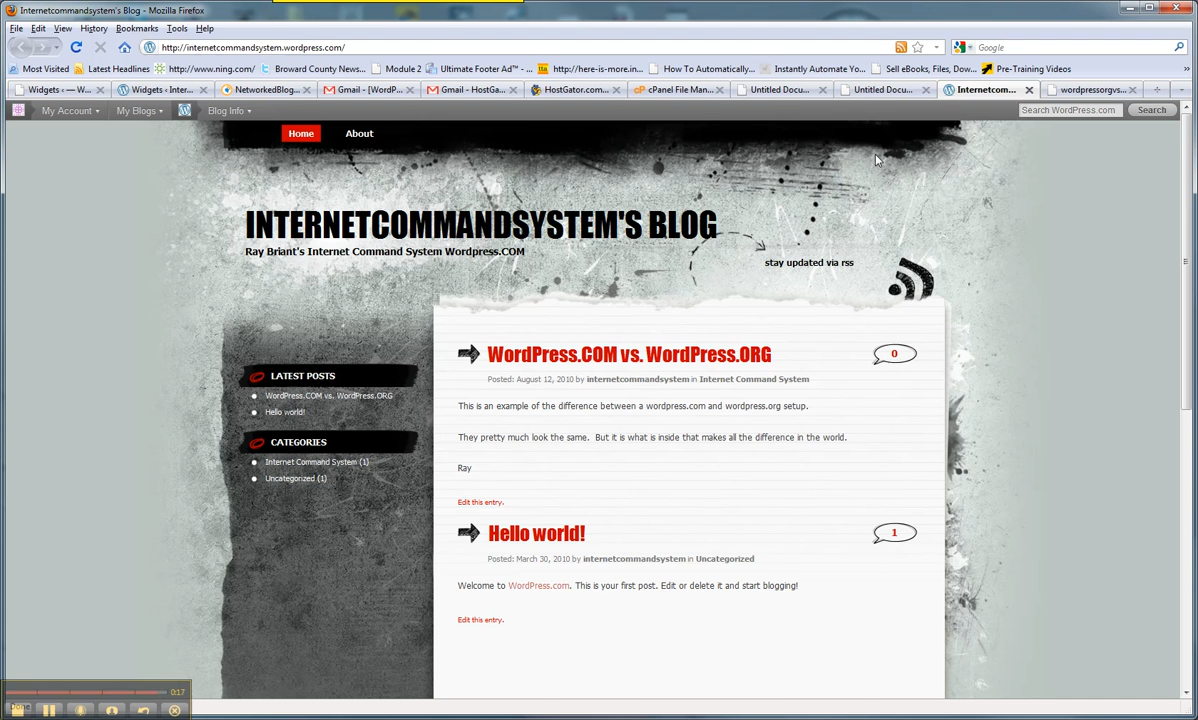 Internetcommandsystem's Blog - Mozilla Firefox
File Edit View History Bookmarks Tools Help
http://internetcommandsystem.wordpress.com/
Google
Most Visited Latest Headlines http://www.ning.com/ Broward County News... Module 2 Ultimate Footer Ad™ -... http://here-is-more.in... How To Automatically... Instantly Automate Yo... Sell eBooks, Files, Dow... Pre-Training Videos
Widgets ‹ — W... Widgets ‹ Inter... NetworkedBlog... Gmail - [WordP... Gmail - HostGa... HostGator.com... cPanel File Man... Untitled Docu... Untitled Docu... Internetcom... wordpressorgvs...
My Account My Blogs Blog Info Search WordPress.com Search
Home About
INTERNETCOMMANDSYSTEM'S BLOG
Ray Briant's Internet Command System Wordpress.COM
stay updated via rss
WordPress.COM vs. WordPress.ORG 0
Posted: August 12, 2010 by internetcommandsystem in Internet Command System
This is an example of the difference between a wordpress.com and wordpress.org setup.
They pretty much look the same. But it is what is inside that makes all the difference in the world.
Ray
Edit this entry.
Hello world! 1
Posted: March 30, 2010 by internetcommandsystem in Uncategorized
Welcome to WordPress.com. This is your first post. Edit or delete it and start blogging!
Edit this entry.
LATEST POSTS
WordPress.COM vs. WordPress.ORG
Hello world!
CATEGORIES
Internet Command System (1)
Uncategorized (1)
0:17
Done